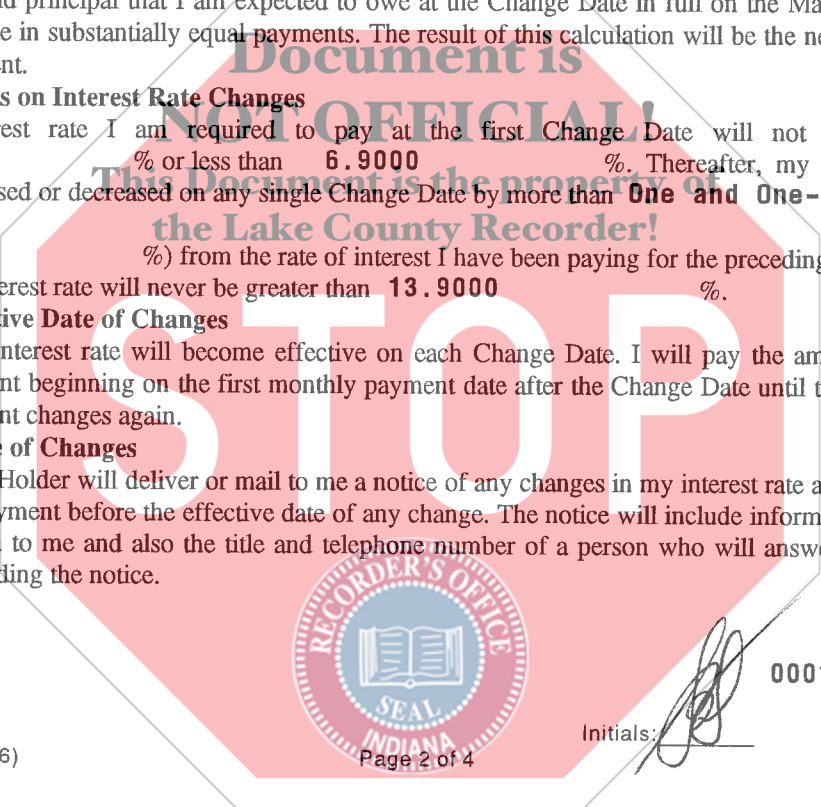 d principal that I am expected to owe at the Change Date in full on the Ma
e in substantially equal payments. The result of this calculation will be the ne
nt.
Document is
s on Interest Rate Changes
NOT OFFICIAL!
rest rate I am required to pay at the first Change Date will not
% or less than 6.9000 %. Thereafter, my
This Document is the property of
sed or decreased on any single Change Date by more than One and One-
the Lake County Recorder!
%) from the rate of interest I have been paying for the preceding
erest rate will never be greater than 13.9000 %.
tive Date of Changes
STOP
nterest rate will become effective on each Change Date. I will pay the am
nt beginning on the first monthly payment date after the Change Date until t
nt changes again.
e of Changes
Holder will deliver or mail to me a notice of any changes in my interest rate a
yment before the effective date of any change. The notice will include inform
to me and also the title and telephone number of a person who will answ
ding the notice.
RECORDER'S OFFICE
SEAL
INDIANA
000
Initials:
6)
Page 2 of 4